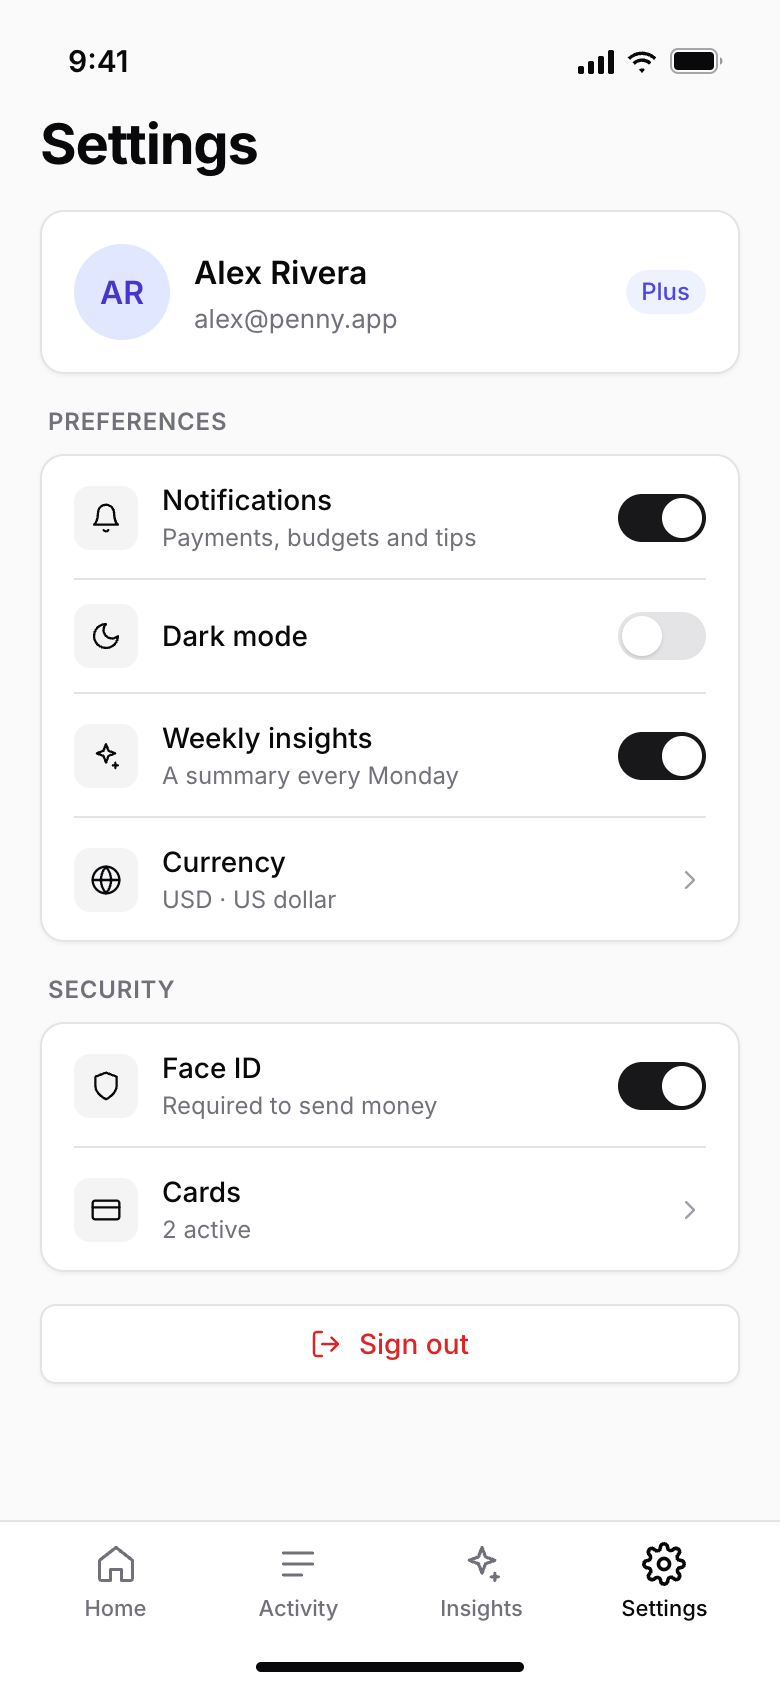 9:41
Settings
AR
Alex Rivera
alex@penny.app
Plus
PREFERENCES
Notifications
Payments, budgets and tips
Dark mode
Weekly insights
A summary every Monday
Currency
USD · US dollar
SECURITY
Face ID
Required to send money
Cards
2 active
Sign out
Home
Activity
Insights
Settings